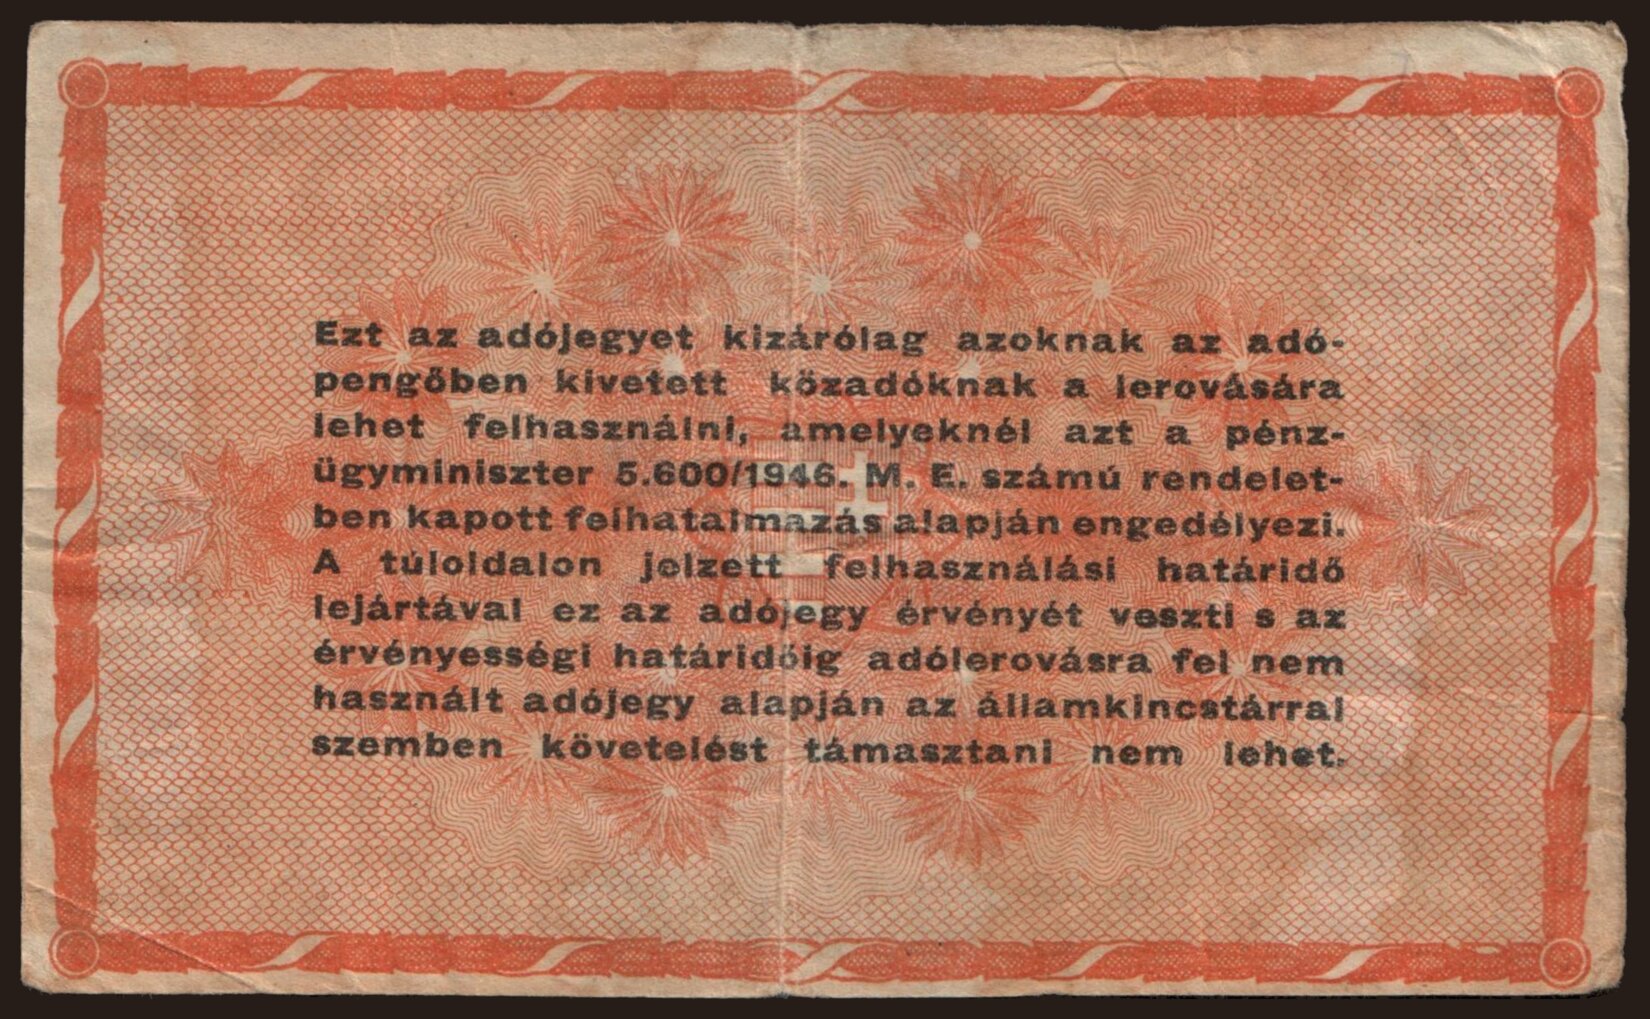 Ezt az adójegyet kizárólag azoknak az adó-
pengőben kivetett közadóknak a lerovására
lehet felhasználni, amelyeknél azt a pénz-
ügyminiszter 5.600/1946. M. E. számú rendelet-
ben kapott felhatalmazás alapján engedélyezi.
A túloldalon jelzett felhasználási határidő
lejártával ez az adójegy érvényét veszti s az
érvényességi határidőig adólerovásra fel nem
használt adójegy alapján az államkincstárral
szemben követelést támasztani nem lehet.